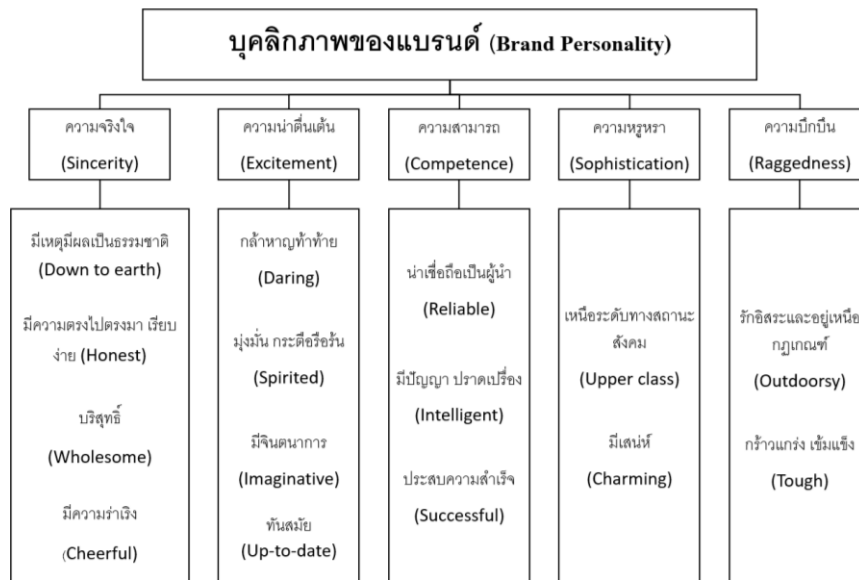 บุคลิกภาพของแบรนด์ (Brand Personality)
ความจริงใจ
(Sincerity)
ความน่าตื่นเต้น
(Excitement)
ความสามารถ
(Competence)
ความหรูหรา
(Sophistication)
ความบึกบึน
(Raggedness)
มีเหตุมีผลเป็นธรรมชาติ
(Down to earth)
มีความตรงไปตรงมา เรียบ
ง่าย (Honest)
บริสุทธิ์
(Wholesome)
มีความร่าเริง
(Cheerful)
กล้าหาญท้าท้าย
(Daring)
มุ่งมั่น กระตือรือร้น
(Spirited)
มีจินตนาการ
(Imaginative)
ทันสมัย
(Up-to-date)
น่าเชื่อถือเป็นผู้นำ
(Reliable)
มีปัญญา ปราดเปรื่อง
(Intelligent)
ประสบความสำเร็จ
(Successful)
เหนือระดับทางสถานะ
สังคม
(Upper class)
มีเสน่ห์
(Charming)
รักอิสระและอยู่เหนือ
กฎเกณฑ์
(Outdoorsy)
กร้าวแกร่ง เข้มแข็ง
(Tough)